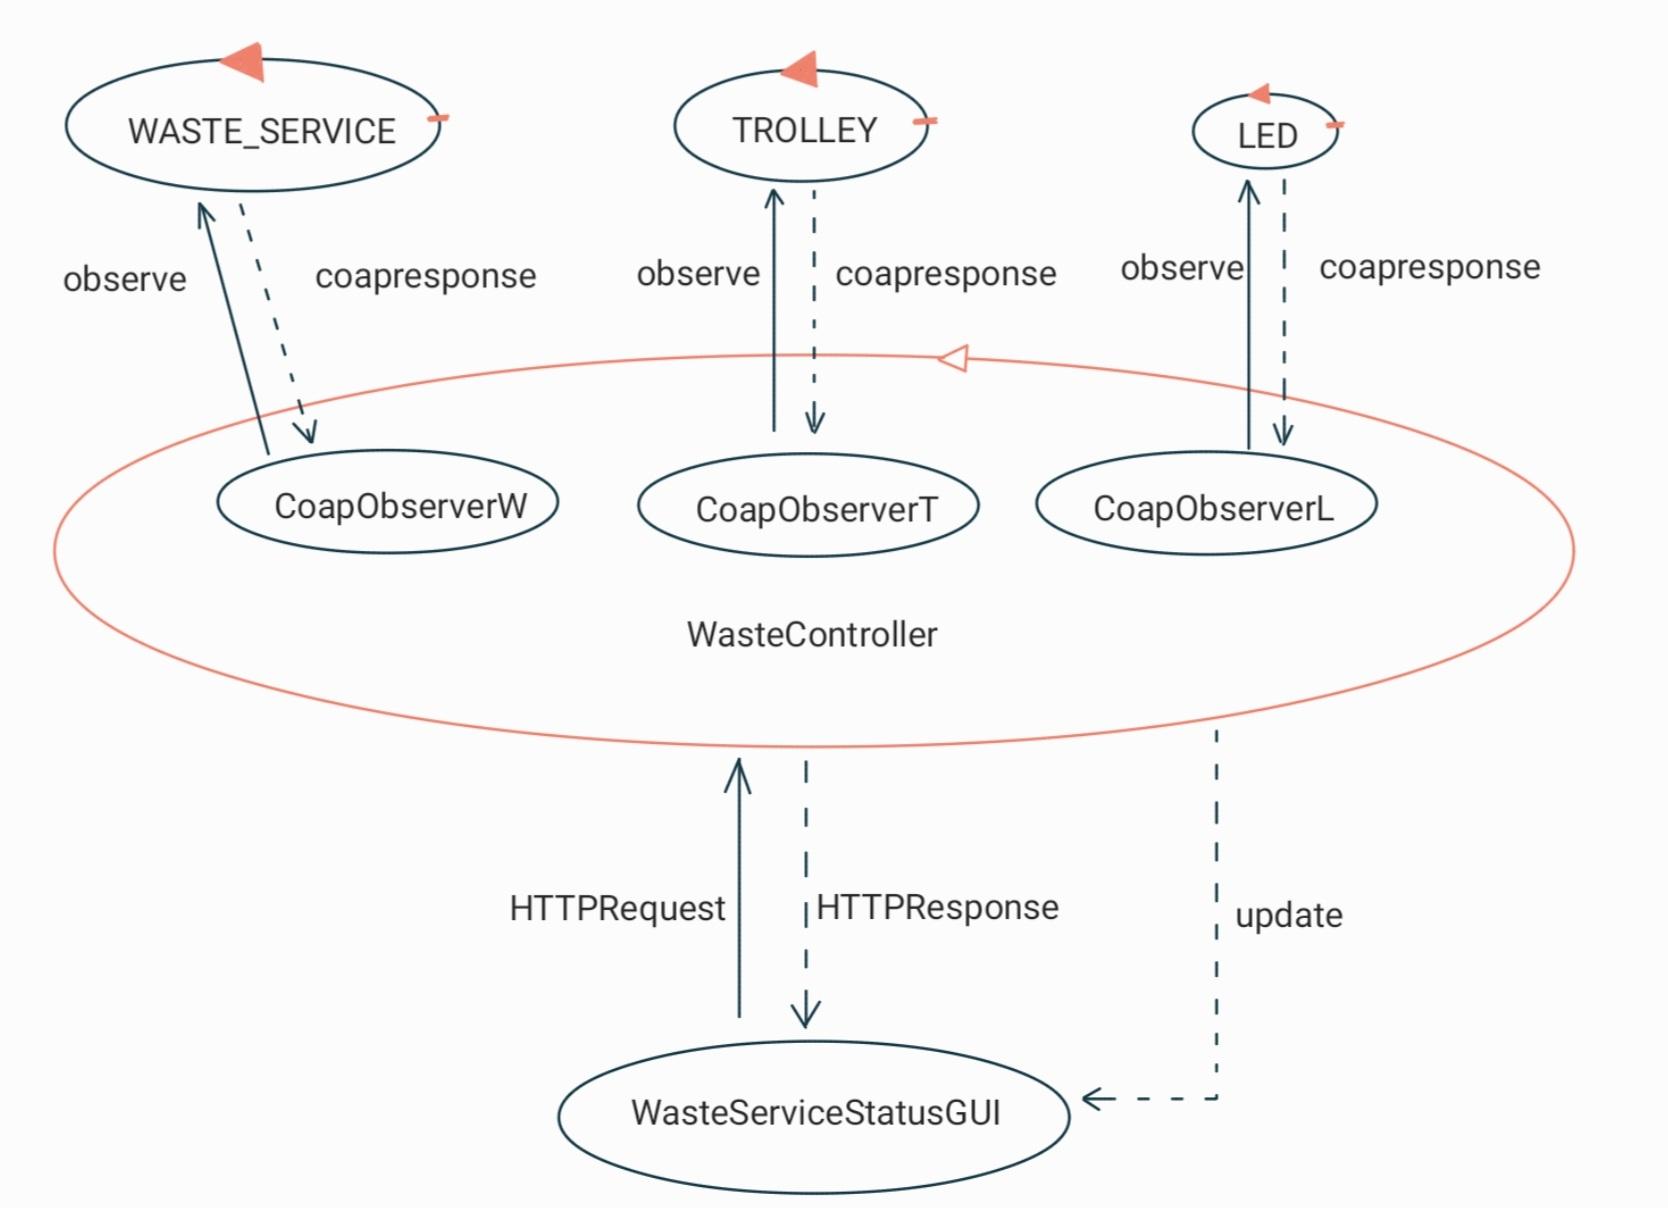 WASTE_SERVICE
TROLLEY
LED
observe
coapresponse
observe
coapresponse
observe
coapresponse
CoapObserverW
CoapObserverT
CoapObserverL
WasteController
HTTPRequest
HTTPResponse
update
WasteServiceStatusGUI